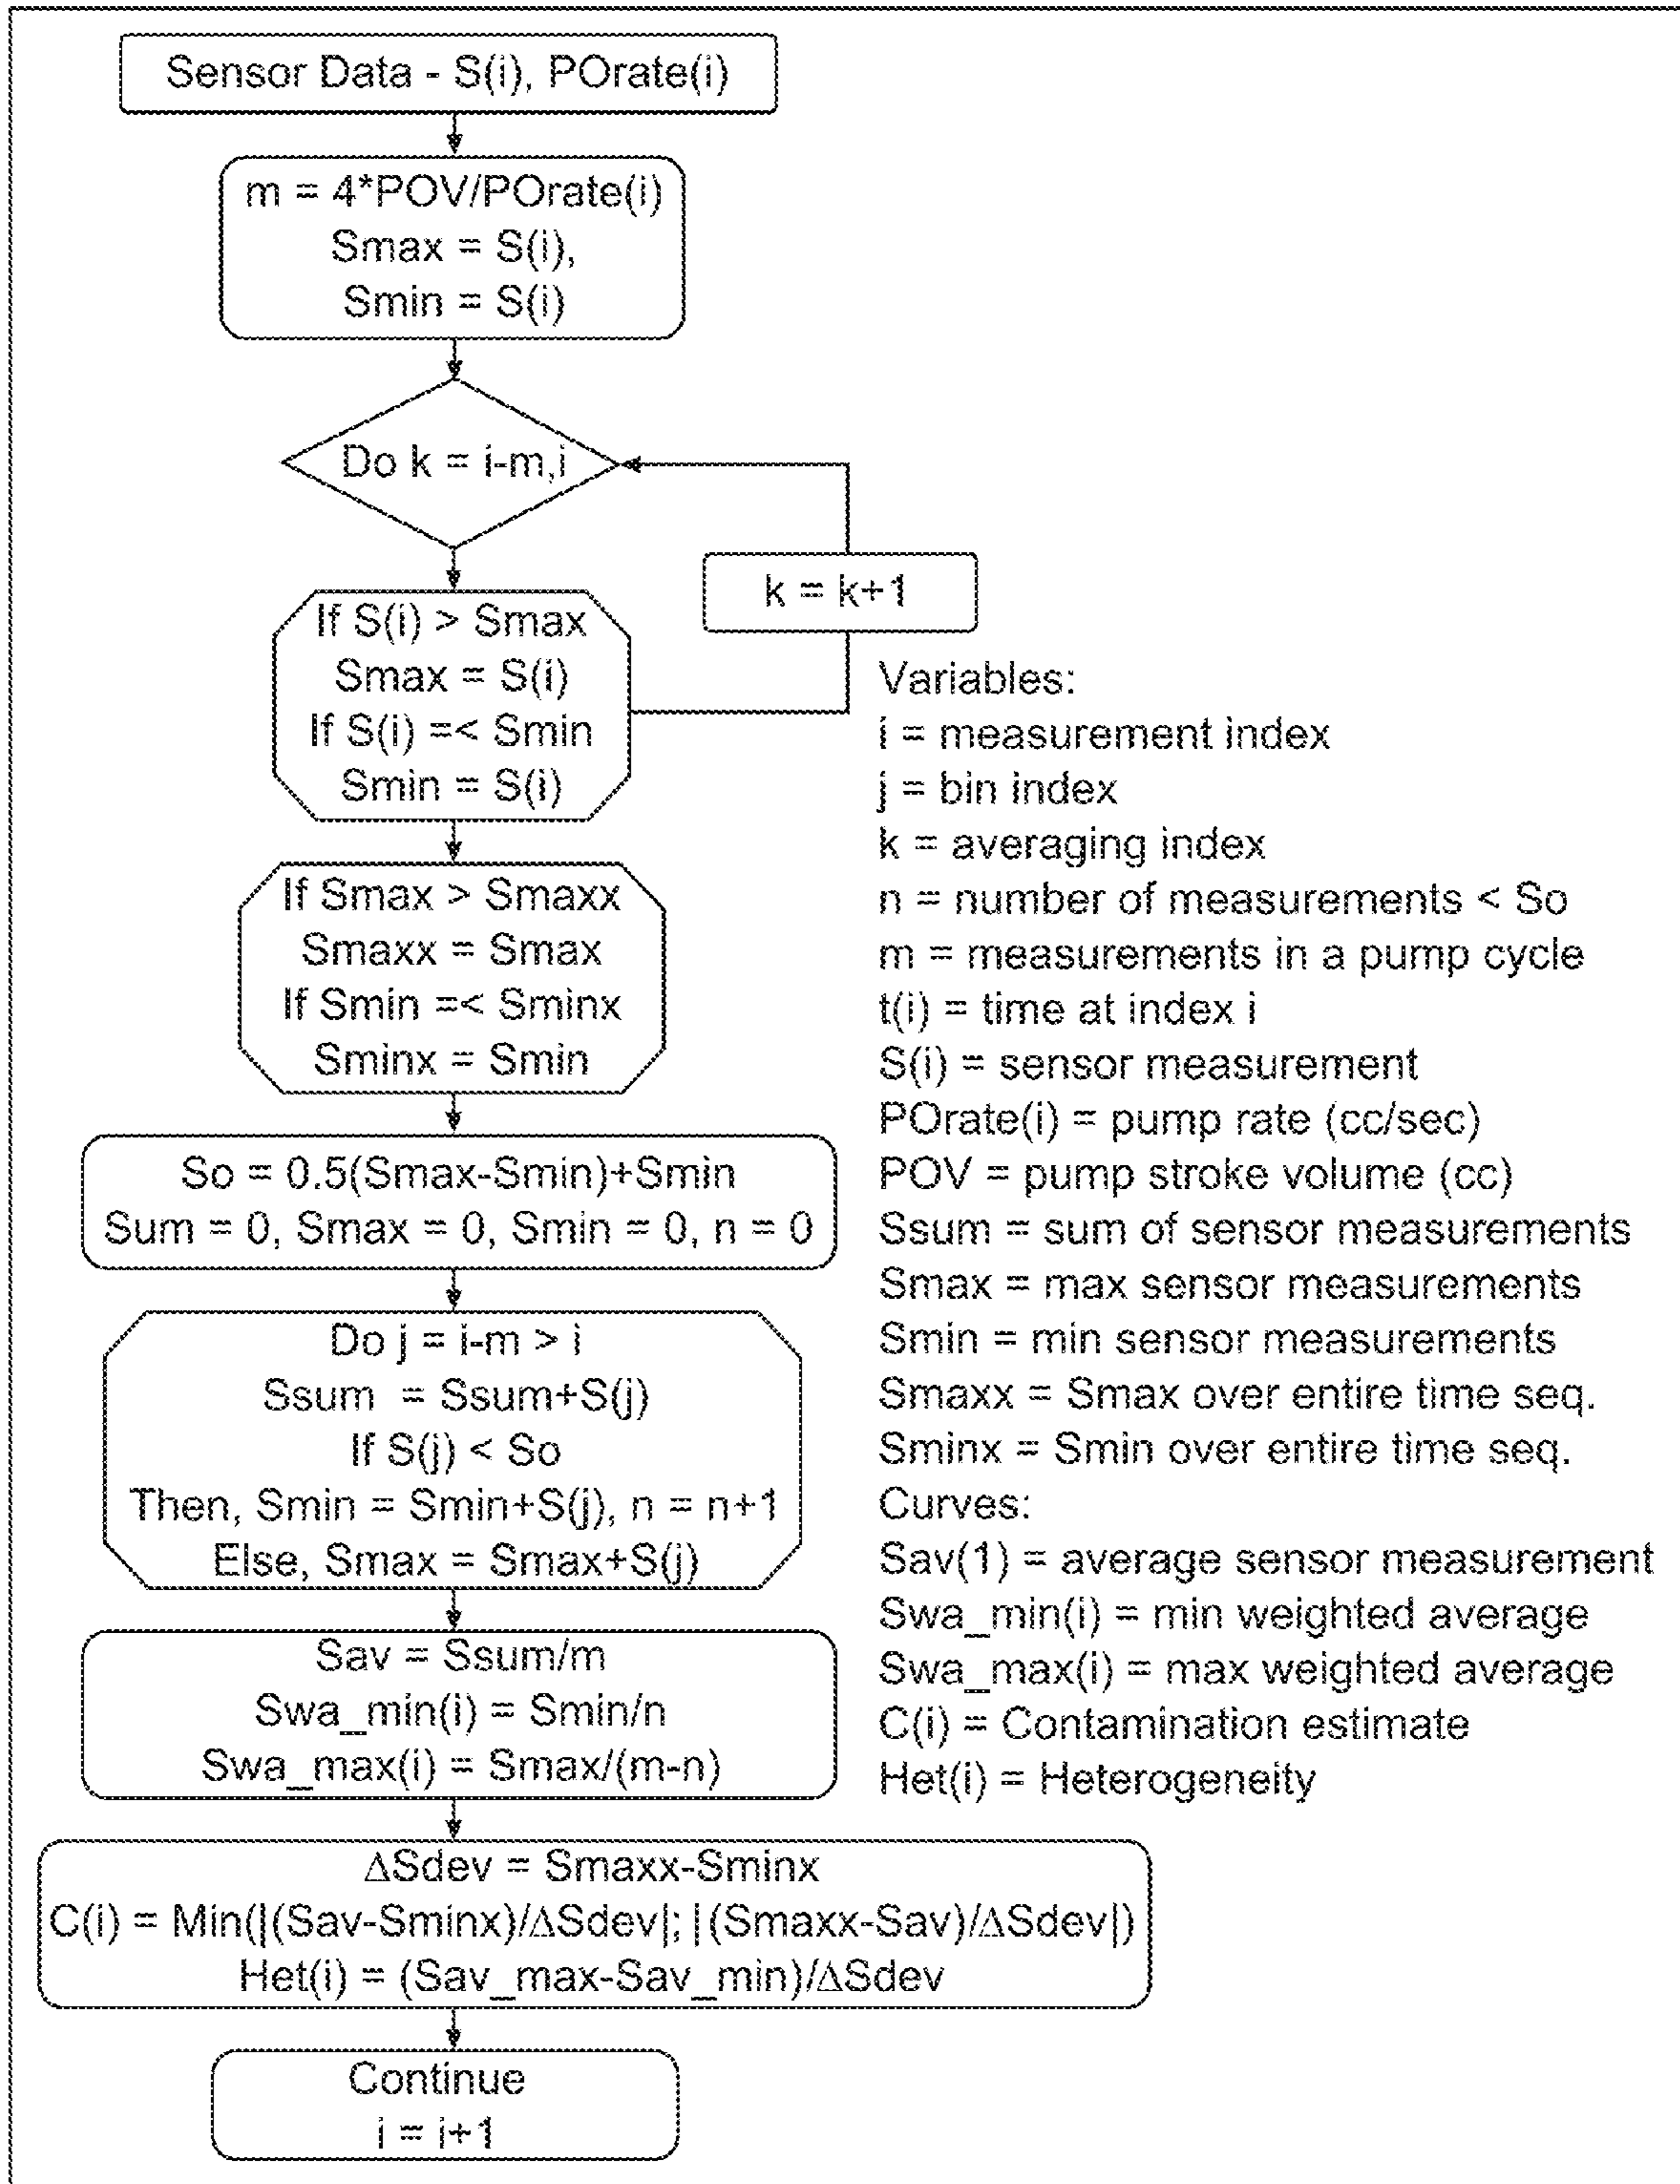 Sensor Data - S(i), POrate(i)
m = 4*POV/POrate(i)
Smax = S(i),
Smin = S(i)
Do k = i-m,i
k = k+1
If S(i) > Smax
Smax = S(i)
If S(i) =< Smin
Smin = S(i)
If Smax > Smaxx
Smaxx = Smax
If Smin =< Sminx
Sminx = Smin
So = 0.5(Smax-Smin)+Smin
Sum = 0, Smax = 0, Smin = 0, n = 0
Do j = i-m > i
Ssum = Ssum+S(j)
If S(j) < So
Then, Smin = Smin+S(j), n = n+1
Else, Smax = Smax+S(j)
Sav = Ssum/m
Swa_min(i) = Smin/n
Swa_max(i) = Smax/(m-n)
ΔSdev = Smaxx-Sminx
C(i) = Min(|(Sav-Sminx)/ΔSdev|; |(Smaxx-Sav)/ΔSdev|)
Het(i) = (Sav_max-Sav_min)/ΔSdev
Continue
i = i+1
Variables:
i = measurement index
j = bin index
k = averaging index
n = number of measurements < So
m = measurements in a pump cycle
t(i) = time at index i
S(i) = sensor measurement
POrate(i) = pump rate (cc/sec)
POV = pump stroke volume (cc)
Ssum = sum of sensor measurements
Smax = max sensor measurements
Smin = min sensor measurements
Smaxx = Smax over entire time seq.
Sminx = Smin over entire time seq.
Curves:
Sav(1) = average sensor measurement
Swa_min(i) = min weighted average
Swa_max(i) = max weighted average
C(i) = Contamination estimate
Het(i) = Heterogeneity